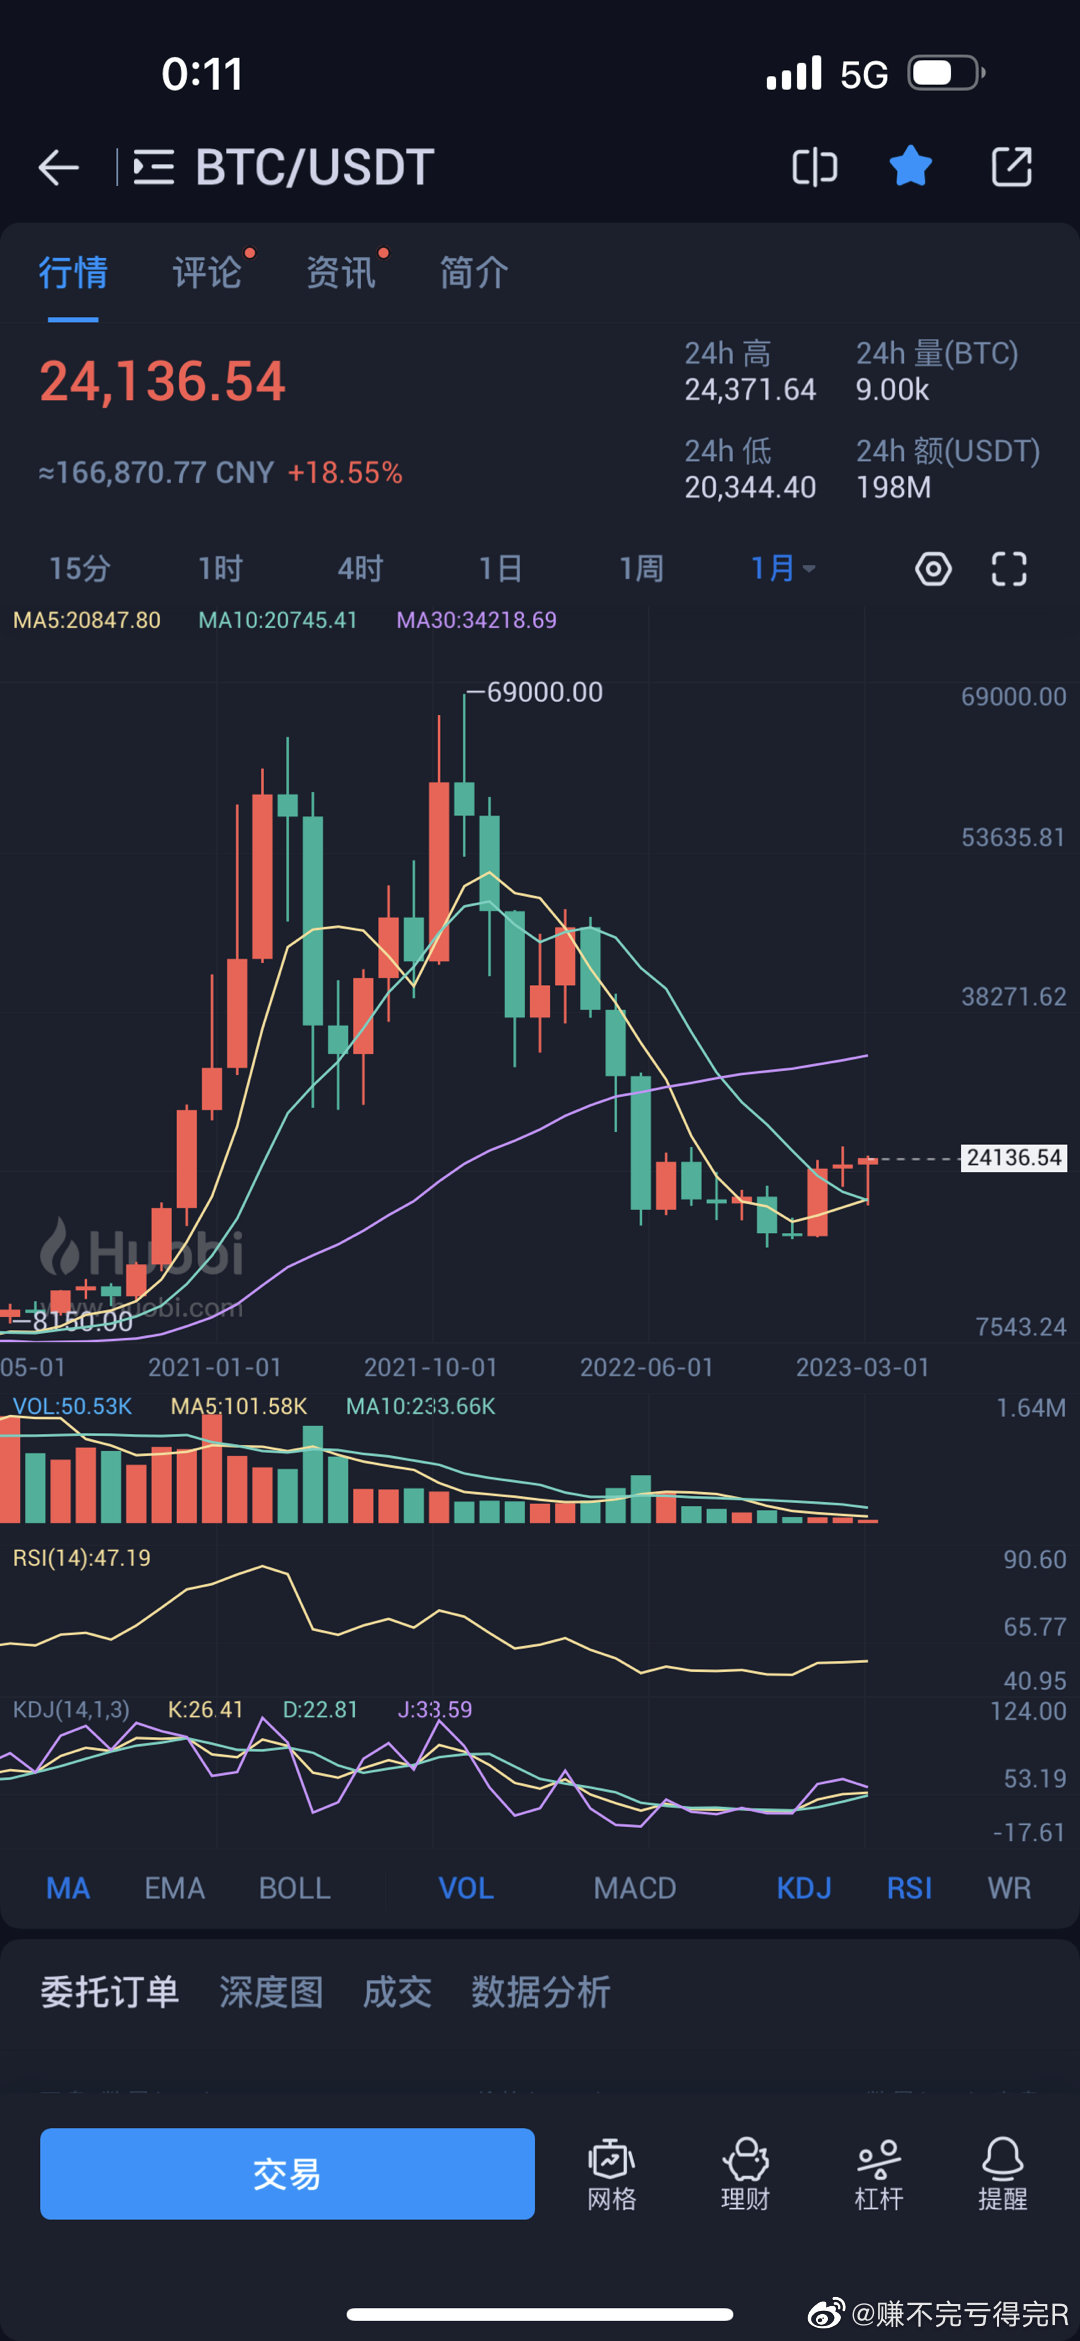 0:11 5G
BTC/USDT
行情 评论 资讯 简介
24,136.54
≈166,870.77 CNY +18.55%
24h 高 24h 量(BTC)
24,371.64 9.00k
24h 低 24h 额(USDT)
20,344.40 198M
15分 1时 4时 1日 1周 1月
MA5:20847.80 MA10:20745.41 MA30:34218.69
69000.00 69000.00
53635.81
38271.62
24136.54
Huobi
www.huobi.com
8150.00 7543.24
05-01 2021-01-01 2021-10-01 2022-06-01 2023-03-01
VOL:50.53K MA5:101.58K MA10:233.66K 1.64M
RSI(14):47.19 90.60
65.77
40.95
KDJ(14,1,3) K:26.41 D:22.81 J:33.59 124.00
53.19
-17.61
MA EMA BOLL VOL MACD KDJ RSI WR
委托订单 深度图 成交 数据分析
交易 网格 理财 杠杆 提醒
@赚不完亏得完R